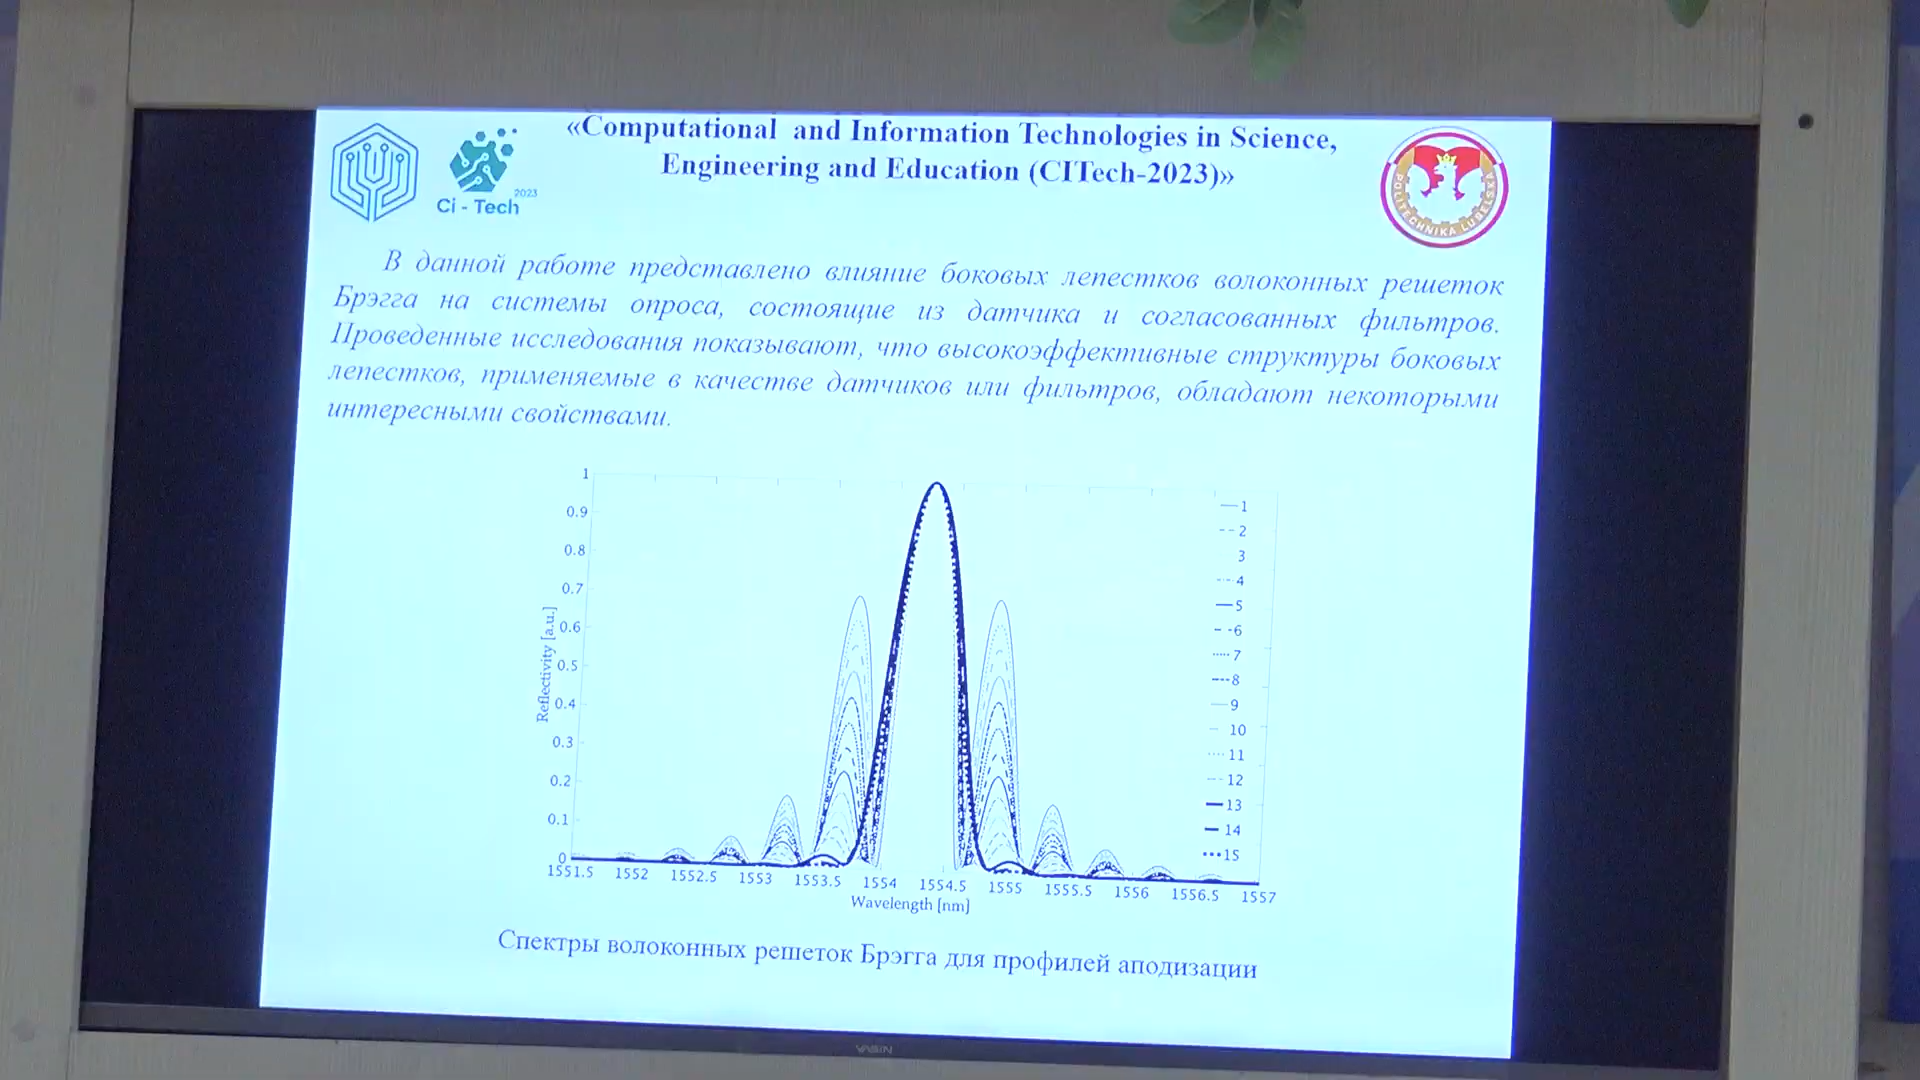 «Computational and Information Technologies in Science,
Engineering and Education (CITech-2023)»
2023
Ci - Tech
POLITECHNIKA LUBELSKA
В данной работе представлено влияние боковых лепестков волоконных решеток
Брэгга на системы опроса, состоящие из датчика и согласованных фильтров.
Проведенные исследования показывают, что высокоэффективные структуры боковых
лепестков, применяемые в качестве датчиков или фильтров, обладают некоторыми
интересными свойствами.
1
0.9
0.8
0.7
0.6
0.5
0.4
0.3
0.2
0.1
0
Reflectivity [a.u.]
1
2
3
4
5
6
7
8
9
10
11
12
13
14
15
1551.5 1552 1552.5 1553 1553.5 1554 1554.5 1555 1555.5 1556 1556.5 1557
Wavelength [nm]
Спектры волоконных решеток Брэгга для профилей аподизации